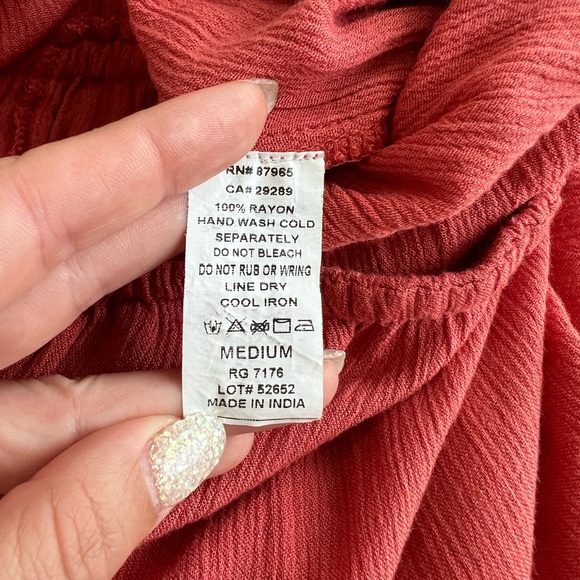 RN# 87965
CA# 29289
100% RAYON
HAND WASH COLD
SEPARATELY
DO NOT BLEACH
DO NOT RUB OR WRING
LINE DRY
COOL IRON
MEDIUM
RG 7176
LOT# 52652
MADE IN INDIA